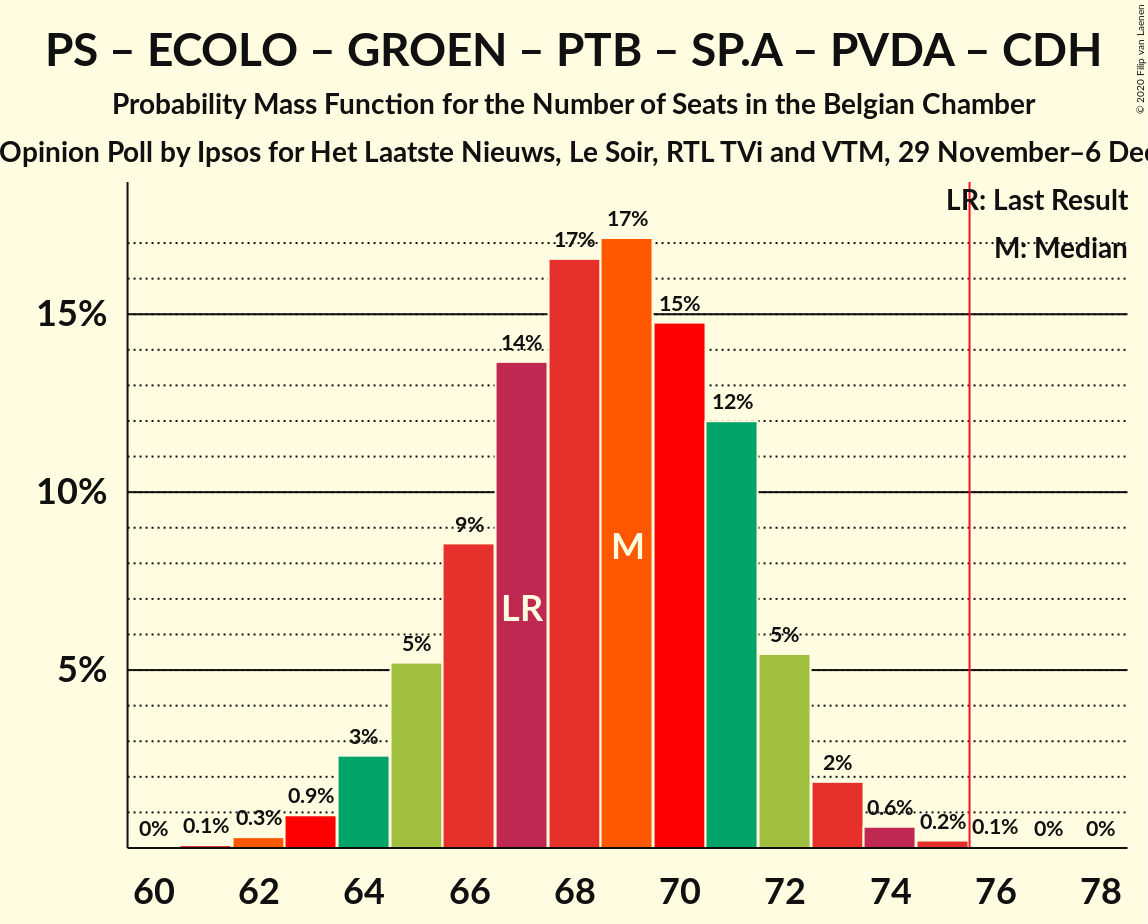 PS – ECOLO – GROEN – PTB – SP.A – PVDA – CDH
Probability Mass Function for the Number of Seats in the Belgian Chamber
Opinion Poll by Ipsos for Het Laatste Nieuws, Le Soir, RTL TVi and VTM, 29 November–6
© 2020 Filip van Laenen
LR: Last Result
M: Median
15%
10%
5%
0%
0.1%
0.3%
0.9%
3%
5%
9%
14%
17%
17%
15%
12%
5%
2%
0.6%
0.2%
0.1%
0%
0%
LR
M
60 62 64 66 68 70 72 74 76 78